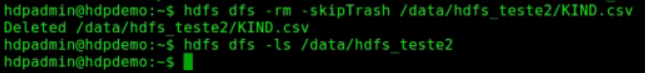 hdpadmin@hdpdemo:~$ hdfs dfs -rm -skipTrash /data/hdfs_teste2/KIND.csv
Deleted /data/hdfs_teste2/KIND.csv
hdpadmin@hdpdemo:~$ hdfs dfs -ls /data/hdfs_teste2
hdpadmin@hdpdemo:~$